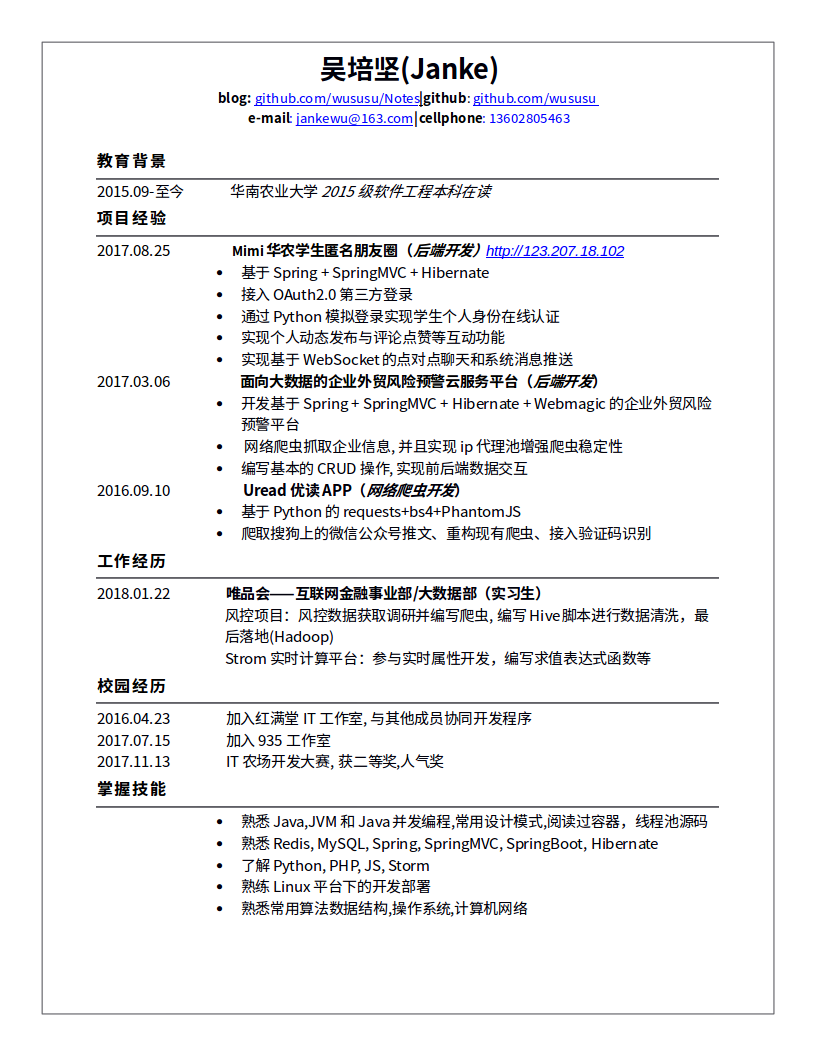 吴培坚(Janke)
blog: github.com/wususu/Notes|github: github.com/wususu
e-mail: jankewu@163.com|cellphone: 13602805463
教育背景
2015.09-至今 华南农业大学 2015 级软件工程本科在读
项目经验
2017.08.25 Mimi 华农学生匿名朋友圈（后端开发）http://123.207.18.102
• 基于 Spring + SpringMVC + Hibernate
• 接入 OAuth2.0 第三方登录
• 通过 Python 模拟登录实现学生个人身份在线认证
• 实现个人动态发布与评论点赞等互动功能
• 实现基于 WebSocket 的点对点聊天和系统消息推送
2017.03.06 面向大数据的企业外贸风险预警云服务平台（后端开发）
• 开发基于 Spring + SpringMVC + Hibernate + Webmagic 的企业外贸风险
预警平台
• 网络爬虫抓取企业信息, 并且实现 ip 代理池增强爬虫稳定性
• 编写基本的 CRUD 操作, 实现前后端数据交互
2016.09.10 Uread 优读 APP（网络爬虫开发）
• 基于 Python 的 requests+bs4+PhantomJS
• 爬取搜狗上的微信公众号推文、重构现有爬虫、接入验证码识别
工作经历
2018.01.22 唯品会——互联网金融事业部/大数据部（实习生）
风控项目：风控数据获取调研并编写爬虫, 编写 Hive 脚本进行数据清洗，最
后落地(Hadoop)
Strom 实时计算平台：参与实时属性开发，编写求值表达式函数等
校园经历
2016.04.23 加入红满堂 IT 工作室, 与其他成员协同开发程序
2017.07.15 加入 935 工作室
2017.11.13 IT 农场开发大赛, 获二等奖,人气奖
掌握技能
• 熟悉 Java,JVM 和 Java 并发编程,常用设计模式,阅读过容器，线程池源码
• 熟悉 Redis, MySQL, Spring, SpringMVC, SpringBoot, Hibernate
• 了解 Python, PHP, JS, Storm
• 熟练 Linux 平台下的开发部署
• 熟悉常用算法数据结构,操作系统,计算机网络